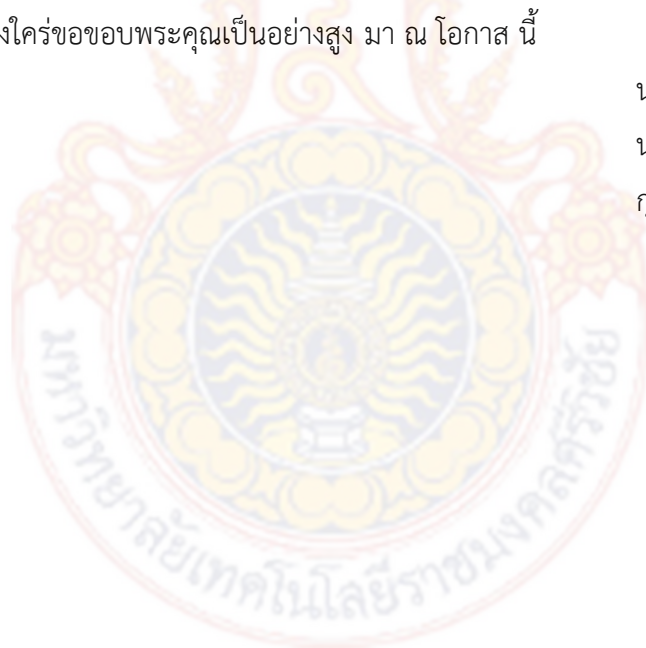 งใคร่ขอขอบพระคุณเป็นอย่างสูง มา ณ โอกาส นี้
น
น
ก
มหาวิทยาลัยเทคโนโลยีราชมงคลศรีวิชัย